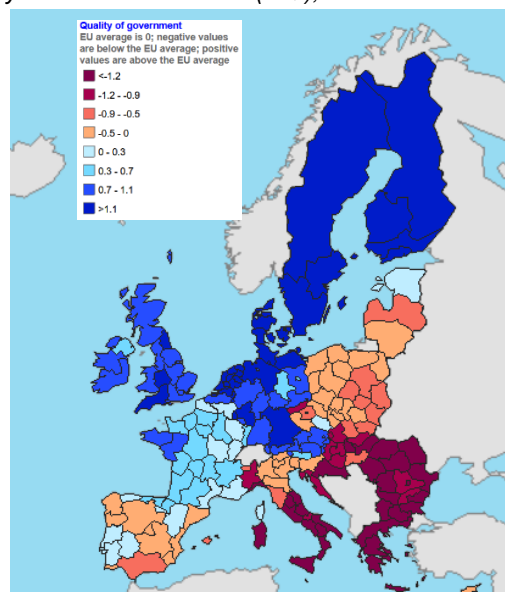 Quality of government
EU average is 0; negative values
are below the EU average; positive
values are above the EU average
<-1.2
-1.2 - -0.9
-0.9 - -0.5
-0.5 - 0
0 - 0.3
0.3 - 0.7
0.7 - 1.1
>1.1